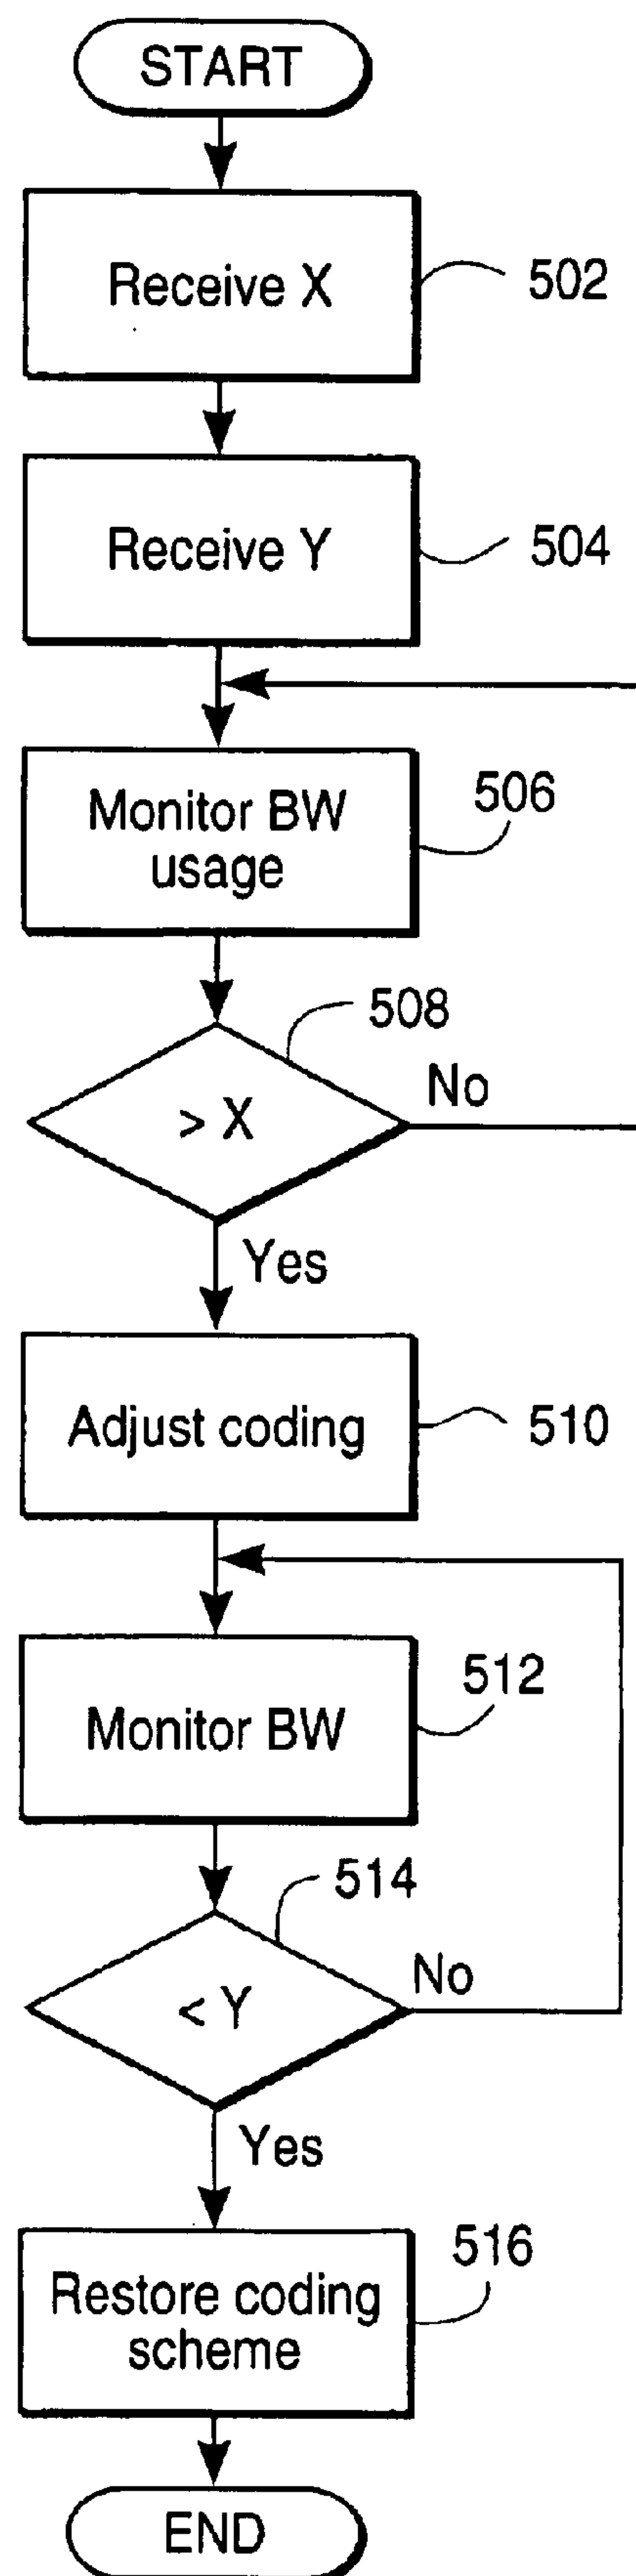 START
Receive X
502
Receive Y
504
Monitor BW
usage
506
508
> X
No
Yes
Adjust coding
510
Monitor BW
512
514
< Y
No
Yes
Restore coding
scheme
516
END